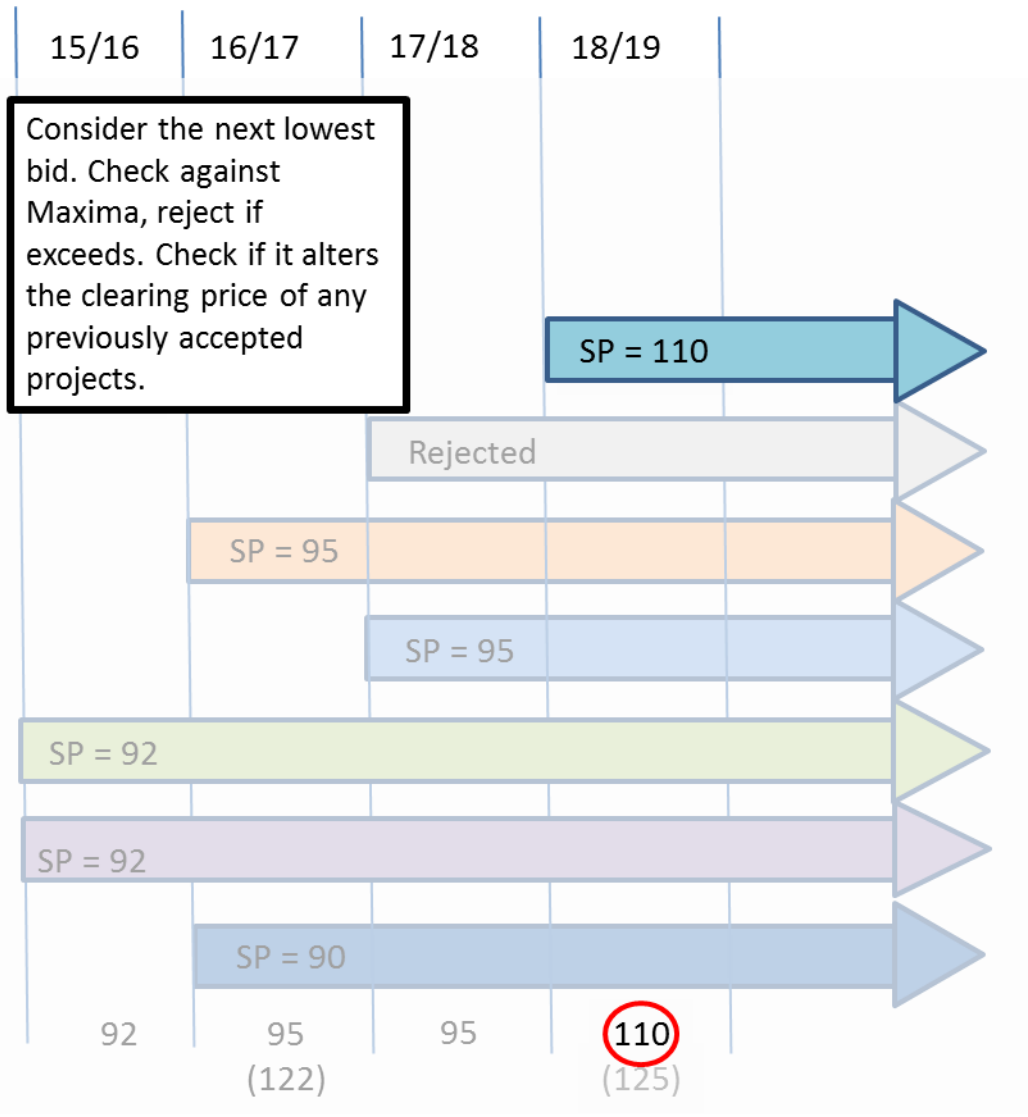 15/16 16/17 17/18 18/19
Consider the next lowest
bid. Check against
Maxima, reject if
exceeds. Check if it alters
the clearing price of any
previously accepted
projects.
SP = 110
Rejected
SP = 95
SP = 95
SP = 92
SP = 92
SP = 90
92 95 95 110
(122) (125)